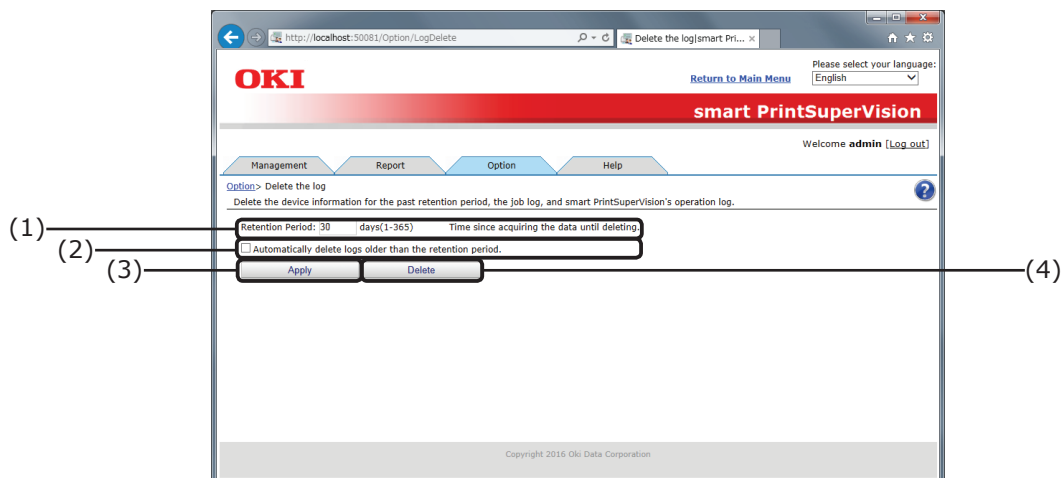 http://localhost:50081/Option/LogDelete
Delete the log|smart Pri...
OKI
Return to Main Menu
Please select your language:
English
smart PrintSuperVision
Welcome admin [Log out]
Management
Report
Option
Help
Option> Delete the log
?
Delete the device information for the past retention period, the job log, and smart PrintSuperVision's operation log.
(1)
Retention Period: 30 days(1-365) Time since acquiring the data until deleting.
(2)
Automatically delete logs older than the retention period.
(3)
Apply
Delete
(4)
Copyright 2016 Oki Data Corporation